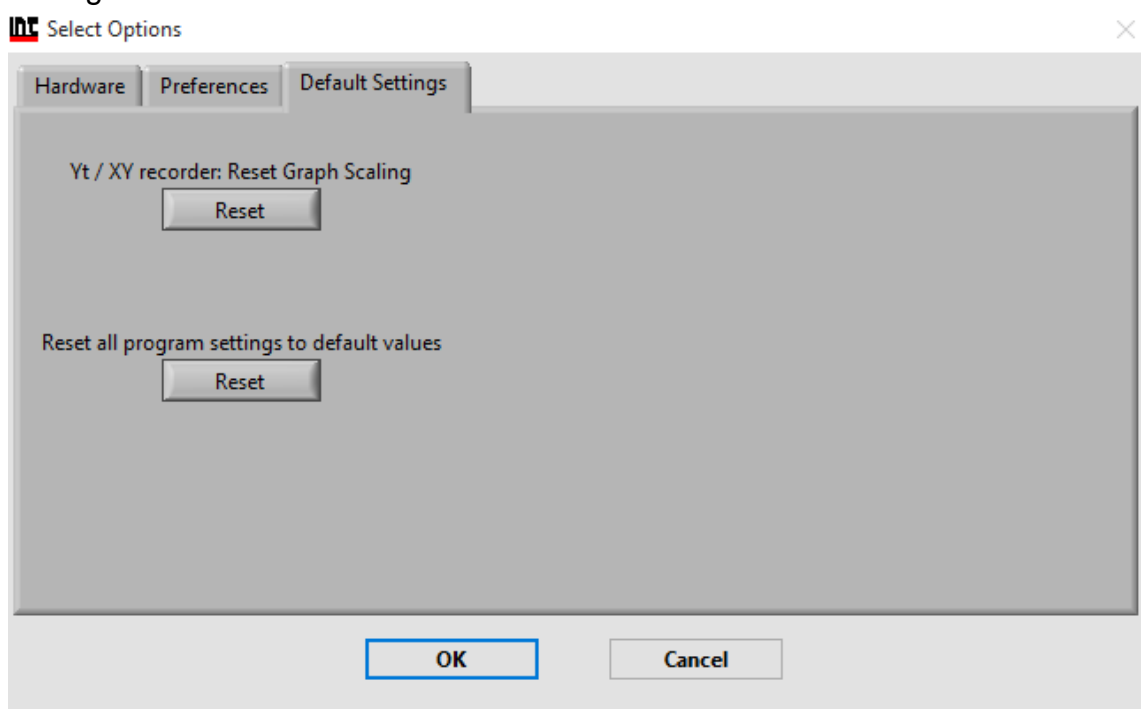 INC Select Options
Hardware Preferences Default Settings
Yt / XY recorder: Reset Graph Scaling
Reset
Reset all program settings to default values
Reset
OK Cancel